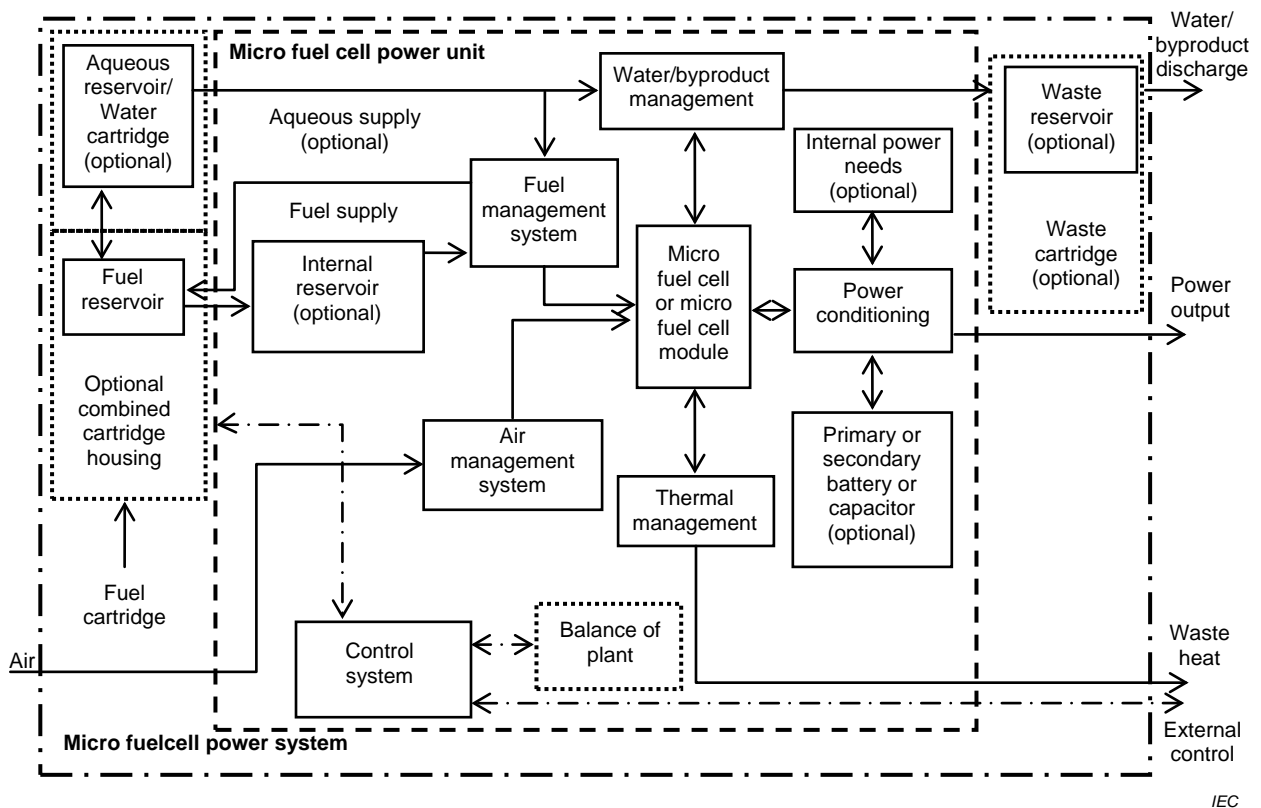 Water/
byproduct
discharge
Micro fuel cell power unit
Aqueous
reservoir/
Water
cartridge
(optional)
Water/byproduct
management
Waste
reservoir
(optional)
Aqueous supply
(optional)
Internal power
needs
(optional)
Fuel
management
system
Fuel supply
Waste
cartridge
(optional)
Fuel
reservoir
Internal
reservoir
(optional)
Micro
fuel cell
or micro
fuel cell
module
Power
conditioning
Power
output
Optional
combined
cartridge
housing
Air
management
system
Primary or
secondary
battery or
capacitor
(optional)
Thermal
management
Fuel
cartridge
Air
Control
system
Balance of
plant
Waste
heat
Micro fuelcell power system
External
control
IEC